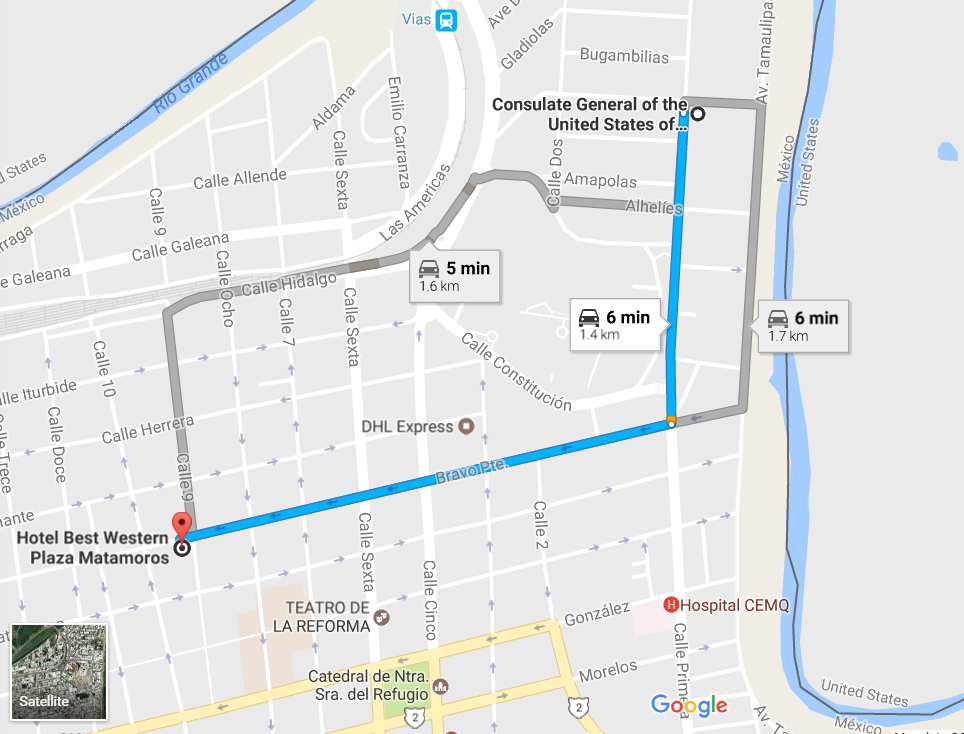 Vias
Ave D
Gladiolas
Bugambilias
Av. Tamaulipa
Río Grande
Aldama
Emilio Carranza
Consulate General of the
United States of...
d States
México
Calle Allende
Calle Sexta
Las Americas
Calle Dos
Amapolas
Alhelíes
México
United States
rraga
Calle 9
Calle Galeana
e Galeana
Calle Ocho
Calle Hidalgo
Calle 7
Calle Sexta
5 min
1.6 km
6 min
1.4 km
6 min
1.7 km
Calle Constitución
Calle 10
lle Iturbide
Calle Herrera
Calle Doce
Calle Trece
DHL Express
Calle 9
Bravo Pte.
nante
Hotel Best Western
Plaza Matamoros
Calle Sexta
Calle Cinco
Calle 2
TEATRO DE
LA REFORMA
González
H
Hospital CEMQ
Calle Primera
Catedral de Ntra.
Sra. del Refugio
Morelos
2
2
Satellite
Google
Av. T
United States
México